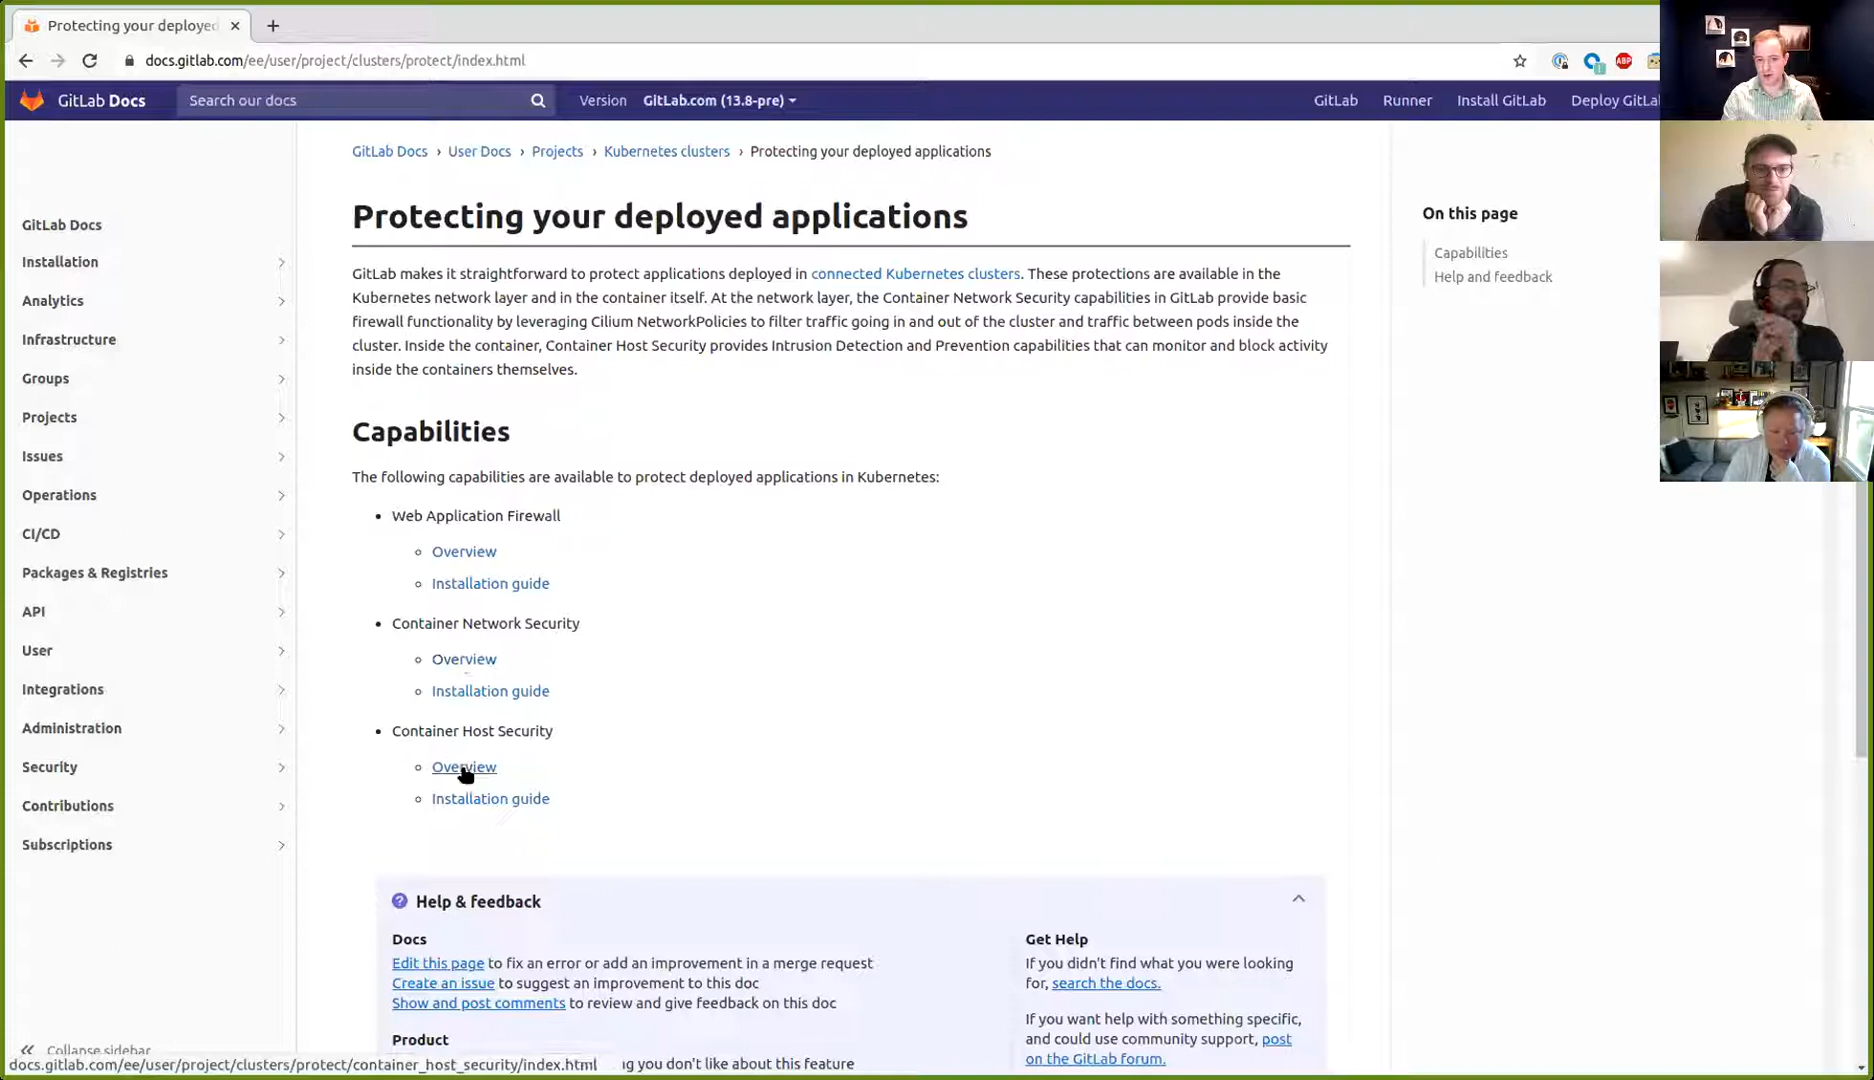 Protecting your deployed
docs.gitlab.com/ee/user/project/clusters/protect/index.html
ABP
GitLab Docs
Search our docs
Version GitLab.com (13.8-pre)
GitLab Runner Install GitLab Deploy GitLa
GitLab Docs › User Docs › Projects › Kubernetes clusters › Protecting your deployed applications
GitLab Docs
Installation
Analytics
Infrastructure
Groups
Projects
Issues
Operations
CI/CD
Packages & Registries
API
User
Integrations
Administration
Security
Contributions
Subscriptions
Collapse sidebar
Protecting your deployed applications
GitLab makes it straightforward to protect applications deployed in connected Kubernetes clusters. These protections are available in the
Kubernetes network layer and in the container itself. At the network layer, the Container Network Security capabilities in GitLab provide basic
firewall functionality by leveraging Cilium NetworkPolicies to filter traffic going in and out of the cluster and traffic between pods inside the
cluster. Inside the container, Container Host Security provides Intrusion Detection and Prevention capabilities that can monitor and block activity
inside the containers themselves.
Capabilities
The following capabilities are available to protect deployed applications in Kubernetes:
• Web Application Firewall
◦ Overview
◦ Installation guide
• Container Network Security
◦ Overview
◦ Installation guide
• Container Host Security
◦ Overview
◦ Installation guide
Help & feedback
Docs
Edit this page to fix an error or add an improvement in a merge request
Create an issue to suggest an improvement to this doc
Show and post comments to review and give feedback on this doc
Product
ng you don't like about this feature
Get Help
If you didn't find what you were looking
for, search the docs.
If you want help with something specific,
and could use community support, post
on the GitLab forum.
On this page
Capabilities
Help and feedback
docs.gitlab.com/ee/user/project/clusters/protect/container_host_security/index.html